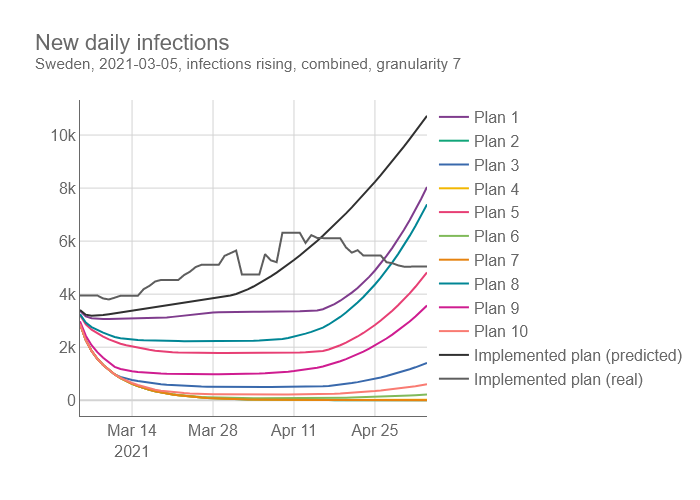 New daily infections
Sweden, 2021-03-05, infections rising, combined, granularity 7
10k
8k
6k
4k
2k
0
Mar 14
2021
Mar 28
Apr 11
Apr 25
Plan 1
Plan 2
Plan 3
Plan 4
Plan 5
Plan 6
Plan 7
Plan 8
Plan 9
Plan 10
Implemented plan (predicted)
Implemented plan (real)